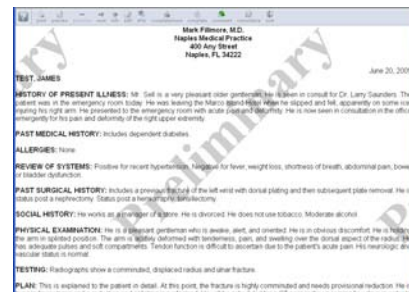 Mark Fillmore, M.D.
Naples Medical Practice
400 Any Street
Naples, FL 34222
June 20, 200
TEST, JAMES
HISTORY OF PRESENT ILLNESS: Mr. Sell is a very pleasant older gentleman. He is seen in consult for Dr. Larry Saunders. The
patient was in the emergency room today. He was leaving the Marco Island when he slipped and fell, apparently on some
injuring his right arm. He presented to the emergency room with acute pain and deformity. He is now seen in consultation in the office
emergently for his pain and deformity of the right upper extremity.
PAST MEDICAL HISTORY: Includes dependent diabetes.
ALLERGIES: None.
REVIEW OF SYSTEMS: Positive for recent hypertension. Negative for fever, weight loss, shortness of breath, abdominal pain, bowe
or bladder dysfunction.
PAST SURGICAL HISTORY: Includes a previous fracture of the left wrist with dorsal plating and then subsequent plate removal. He is
status post a nephrectomy. Status post a tonsillectomy.
SOCIAL HISTORY: He works as a manager of a store. He is divorced. He does not use tobacco. Moderate alcohol.
PHYSICAL EXAMINATION: He is a pleasant gentleman who is awake, alert, and oriented. He is in obvious discomfort. He is holding
the arm in splinted position. The arm is acutely deformed with tenderness, pain, and swelling over the dorsal aspect of the radius. He
has adequate pulses and soft compartments. Tendon function is difficult to ascertain due to the patient's acute pain. His neurologic and
vascular status is normal.
TESTING: Radiographs show a comminuted, displaced radius and ulnar fracture.
PLAN: This is explained to the patient in detail. At this point, the fracture is highly comminuted and needs provisional reduction. He i
Preliminary